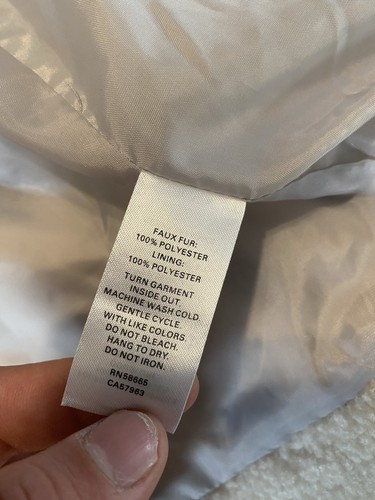 FAUX FUR:
100% POLYESTER
LINING:
100% POLYESTER
TURN GARMENT
INSIDE OUT.
MACHINE WASH COLD.
GENTLE CYCLE.
WITH LIKE COLORS.
DO NOT BLEACH.
HANG TO DRY.
DO NOT IRON.
RN58665
CA57963